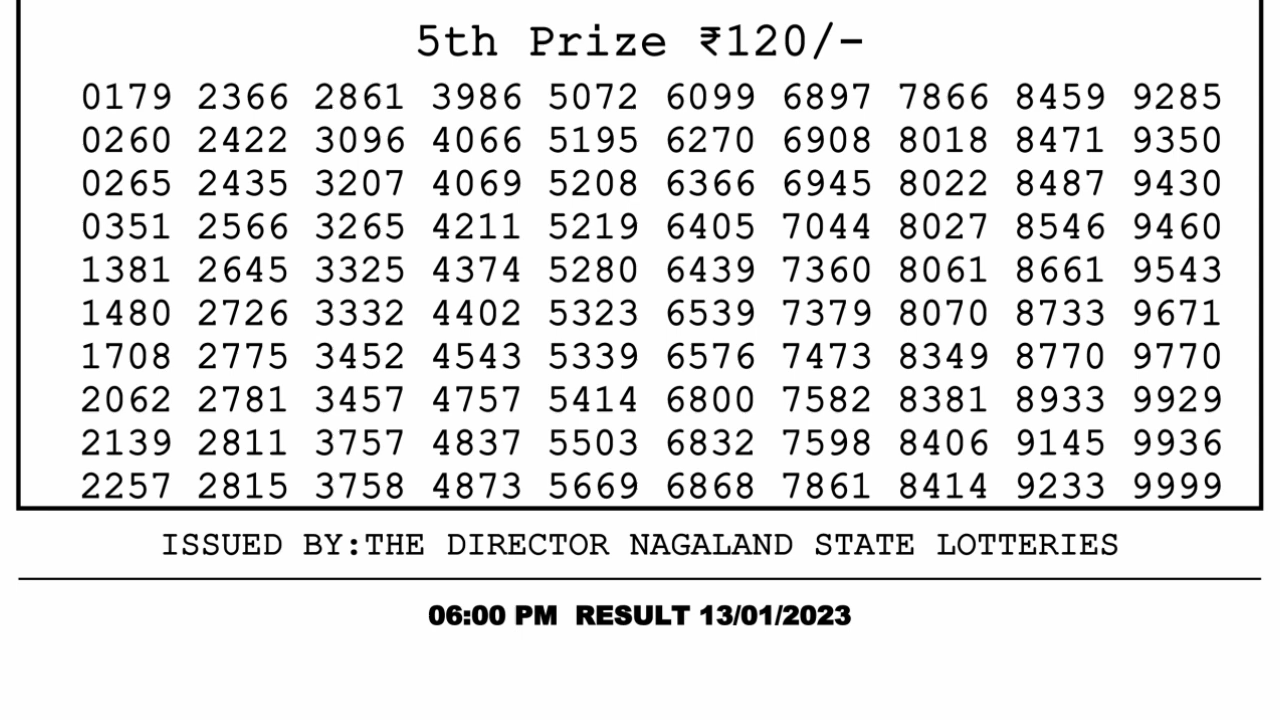 5th Prize ₹120/-
0179 2366 2861 3986 5072 6099 6897 7866 8459 9285
0260 2422 3096 4066 5195 6270 6908 8018 8471 9350
0265 2435 3207 4069 5208 6366 6945 8022 8487 9430
0351 2566 3265 4211 5219 6405 7044 8027 8546 9460
1381 2645 3325 4374 5280 6439 7360 8061 8661 9543
1480 2726 3332 4402 5323 6539 7379 8070 8733 9671
1708 2775 3452 4543 5339 6576 7473 8349 8770 9770
2062 2781 3457 4757 5414 6800 7582 8381 8933 9929
2139 2811 3757 4837 5503 6832 7598 8406 9145 9936
2257 2815 3758 4873 5669 6868 7861 8414 9233 9999
ISSUED BY:THE DIRECTOR NAGALAND STATE LOTTERIES
06:00 PM RESULT 13/01/2023